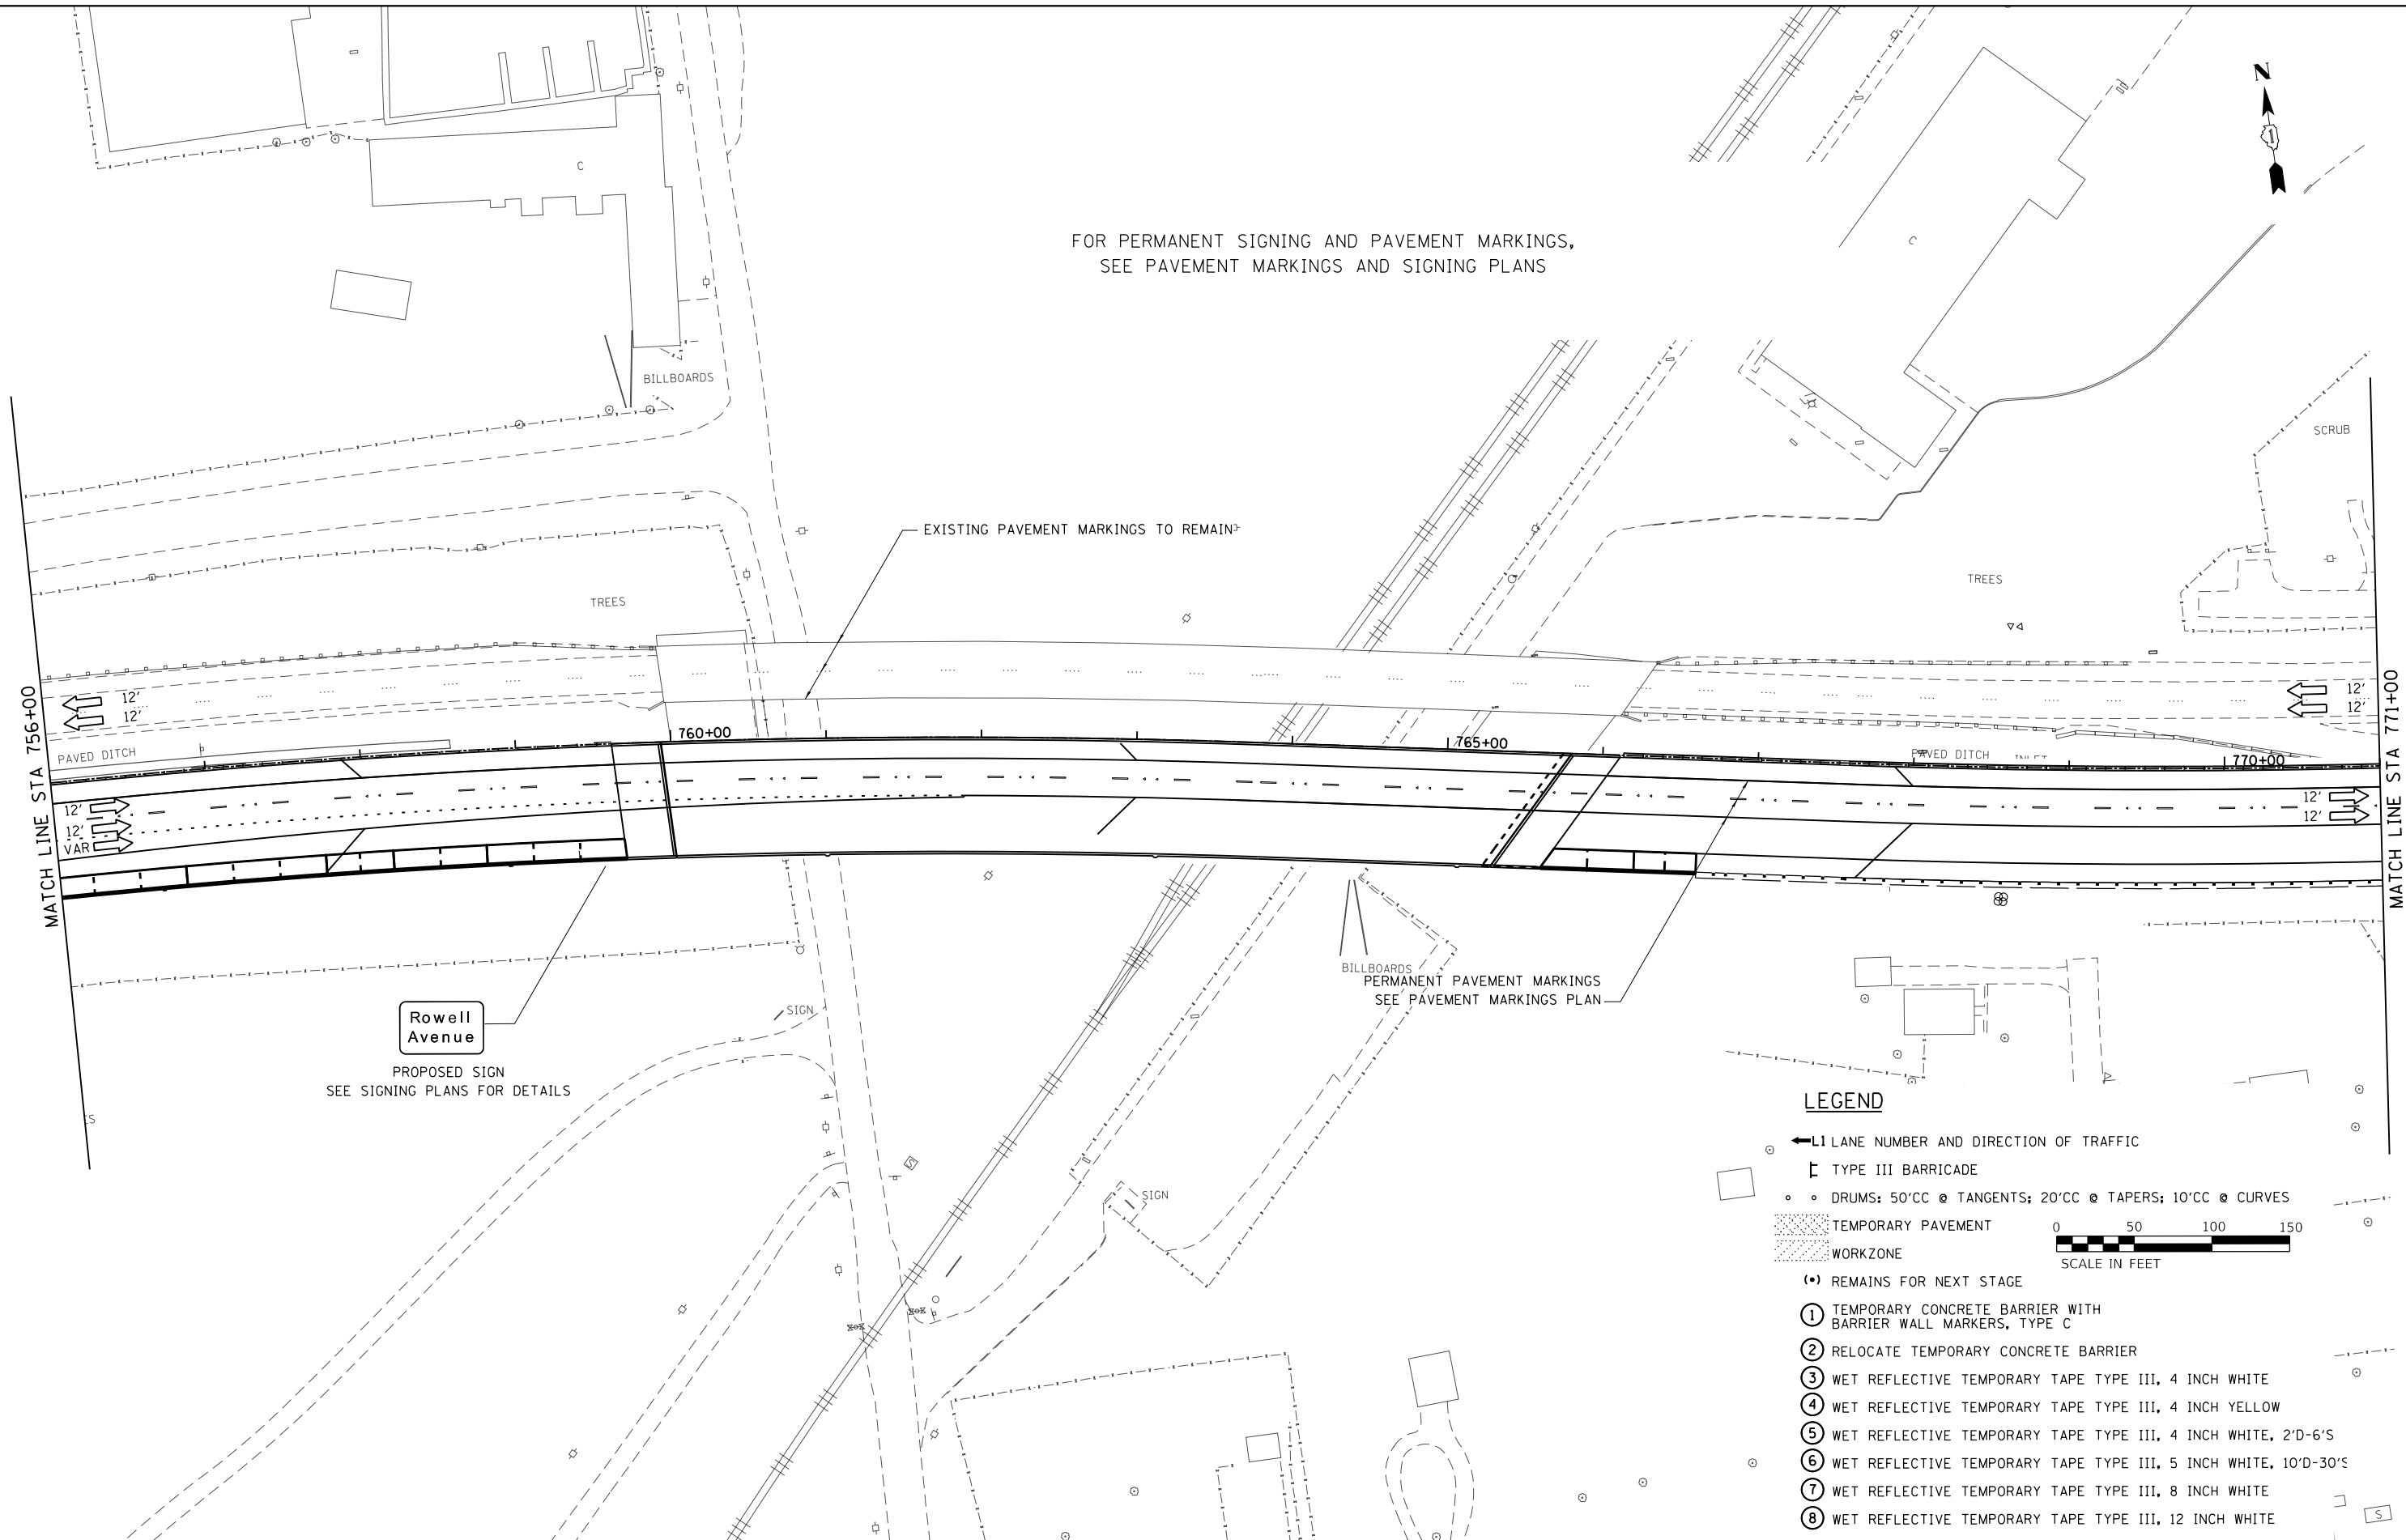 N
1
C
C
FOR PERMANENT SIGNING AND PAVEMENT MARKINGS,
SEE PAVEMENT MARKINGS AND SIGNING PLANS
BILLBOARDS
SCRUB
EXISTING PAVEMENT MARKINGS TO REMAIN
TREES
TREES
MATCH LINE STA 756+00
12'
12'
PAVED DITCH
760+00
765+00
PAVED DITCH
770+00
12'
12'
MATCH LINE STA 771+00
12'
12'
VAR
12'
12'
BILLBOARDS
PERMANENT PAVEMENT MARKINGS
SEE PAVEMENT MARKINGS PLAN
SIGN
Rowell
Avenue
PROPOSED SIGN
SEE SIGNING PLANS FOR DETAILS
S
SIGN
LEGEND
L1 LANE NUMBER AND DIRECTION OF TRAFFIC
TYPE III BARRICADE
DRUMS: 50'CC @ TANGENTS; 20'CC @ TAPERS; 10'CC @ CURVES
TEMPORARY PAVEMENT
WORKZONE
0 50 100 150
SCALE IN FEET
(•) REMAINS FOR NEXT STAGE
1 TEMPORARY CONCRETE BARRIER WITH
BARRIER WALL MARKERS, TYPE C
2 RELOCATE TEMPORARY CONCRETE BARRIER
3 WET REFLECTIVE TEMPORARY TAPE TYPE III, 4 INCH WHITE
4 WET REFLECTIVE TEMPORARY TAPE TYPE III, 4 INCH YELLOW
5 WET REFLECTIVE TEMPORARY TAPE TYPE III, 4 INCH WHITE, 2'D-6'S
6 WET REFLECTIVE TEMPORARY TAPE TYPE III, 5 INCH WHITE, 10'D-30'S
7 WET REFLECTIVE TEMPORARY TAPE TYPE III, 8 INCH WHITE
8 WET REFLECTIVE TEMPORARY TAPE TYPE III, 12 INCH WHITE
S